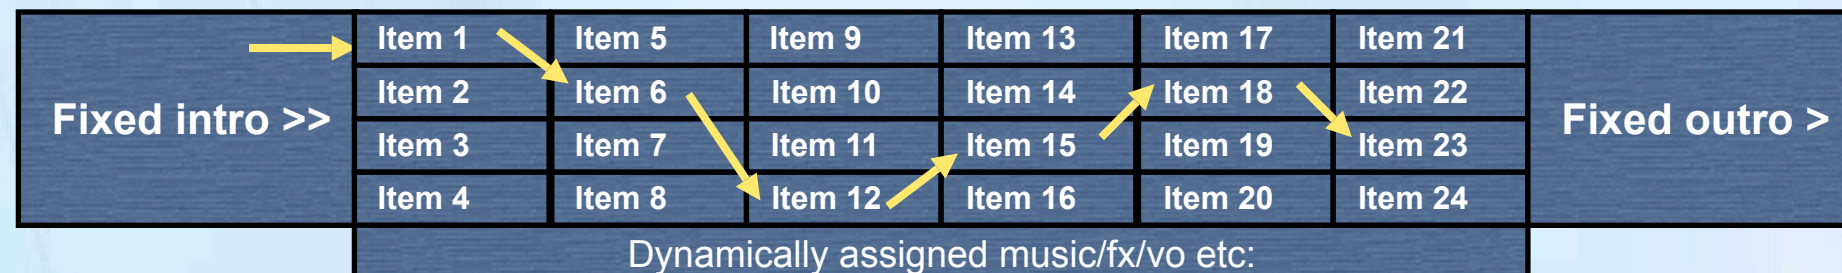 Fixed intro >>
Item 1 Item 5 Item 9 Item 13 Item 17 Item 21
Item 2 Item 6 Item 10 Item 14 Item 18 Item 22
Item 3 Item 7 Item 11 Item 15 Item 19 Item 23
Item 4 Item 8 Item 12 Item 16 Item 20 Item 24
Fixed outro >
Dynamically assigned music/fx/vo etc: